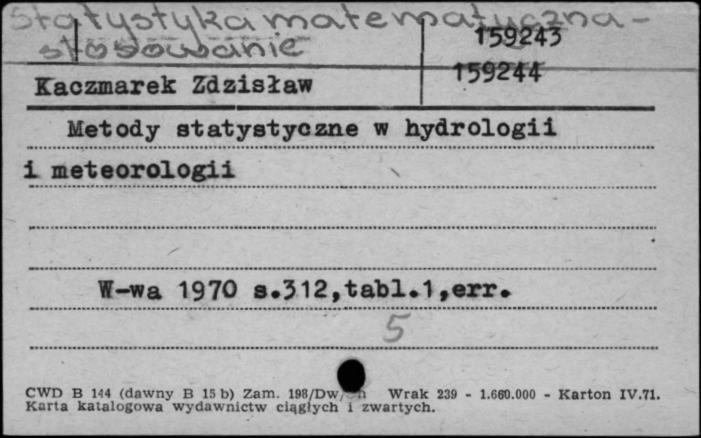 Statystyka matematyczna -
stosowanie
159243
159244
Kaczmarek Zdzisław
Metody statystyczne w hydrologii
i meteorologii
W-wa 1970 s.312,tabl.1,err.
5
CWD B 144 (dawny B 15 b) Zam. 198/Dw/ Wrak 239 - 1.660.000 - Karton IV.71.
Karta katalogowa wydawnictw ciągłych i zwartych.